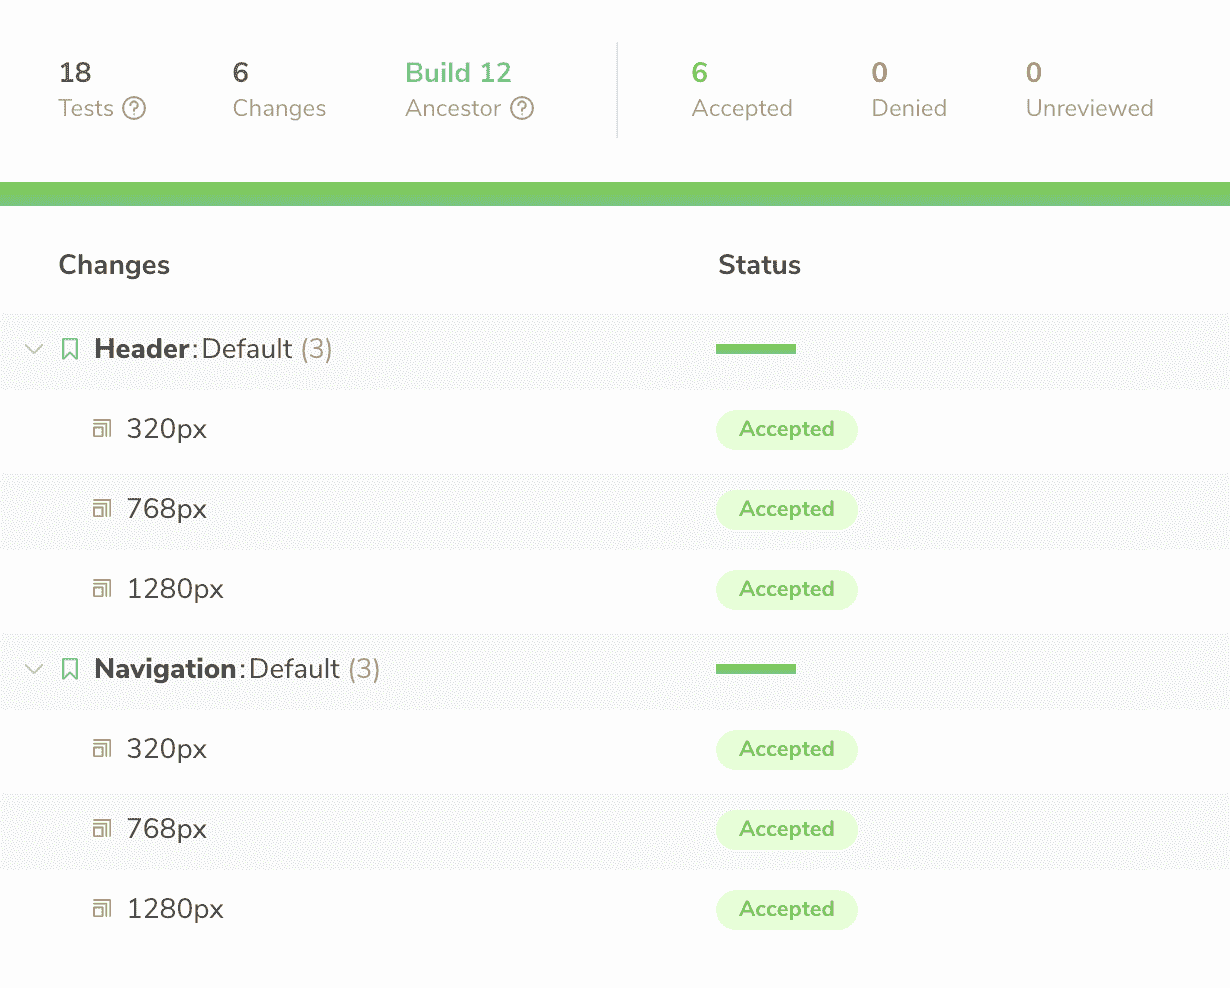 18 6 Build 12 6 0 0
Tests ? Changes Ancestor ? Accepted Denied Unreviewed
Changes Status
Header: Default (3)
320px Accepted
768px Accepted
1280px Accepted
Navigation: Default (3)
320px Accepted
768px Accepted
1280px Accepted